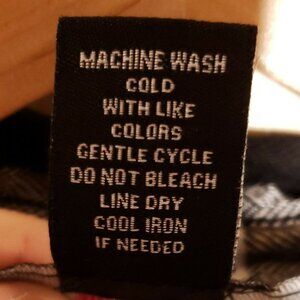 MACHINE WASH
COLD
WITH LIKE
COLORS
GENTLE CYCLE
DO NOT BLEACH
LINE DRY
COOL IRON
IF NEEDED